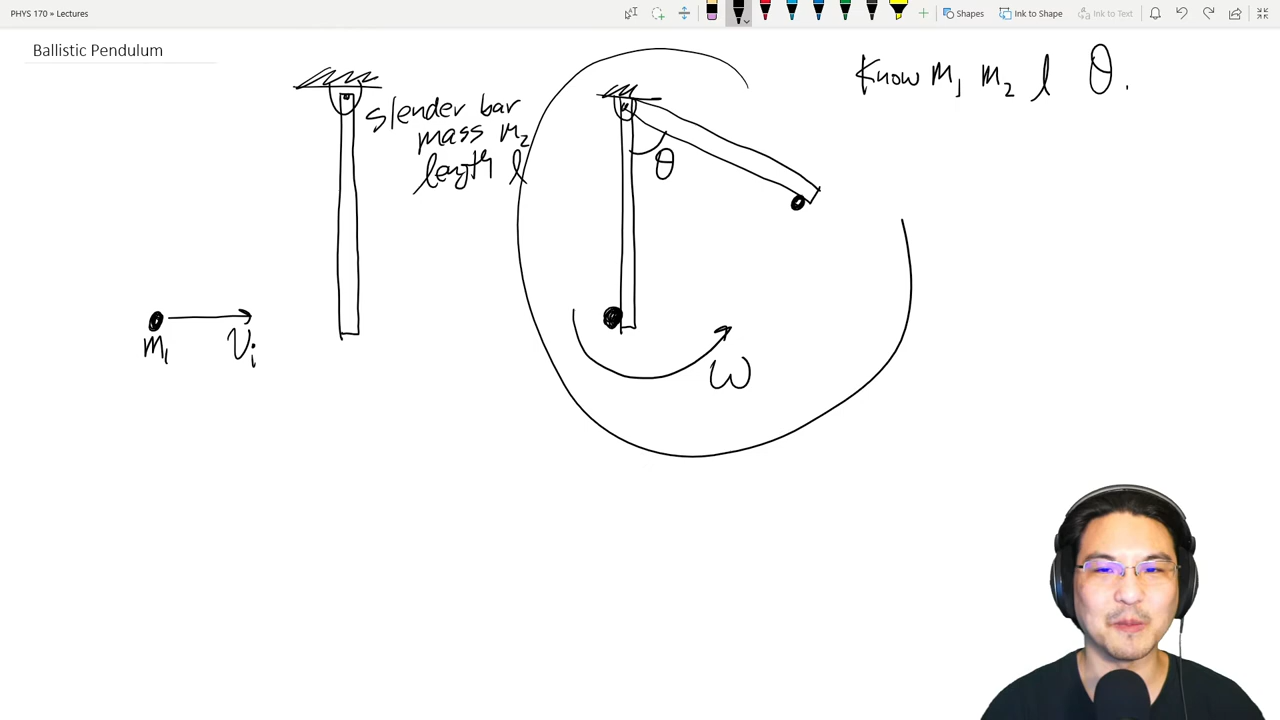 PHYS 170 » Lectures
Shapes
Ink to Shape
Ink to Text
Ballistic Pendulum
Know m₁ m₂ l θ.
slender bar
mass m₂
length l
θ
m₁
vᵢ
ω